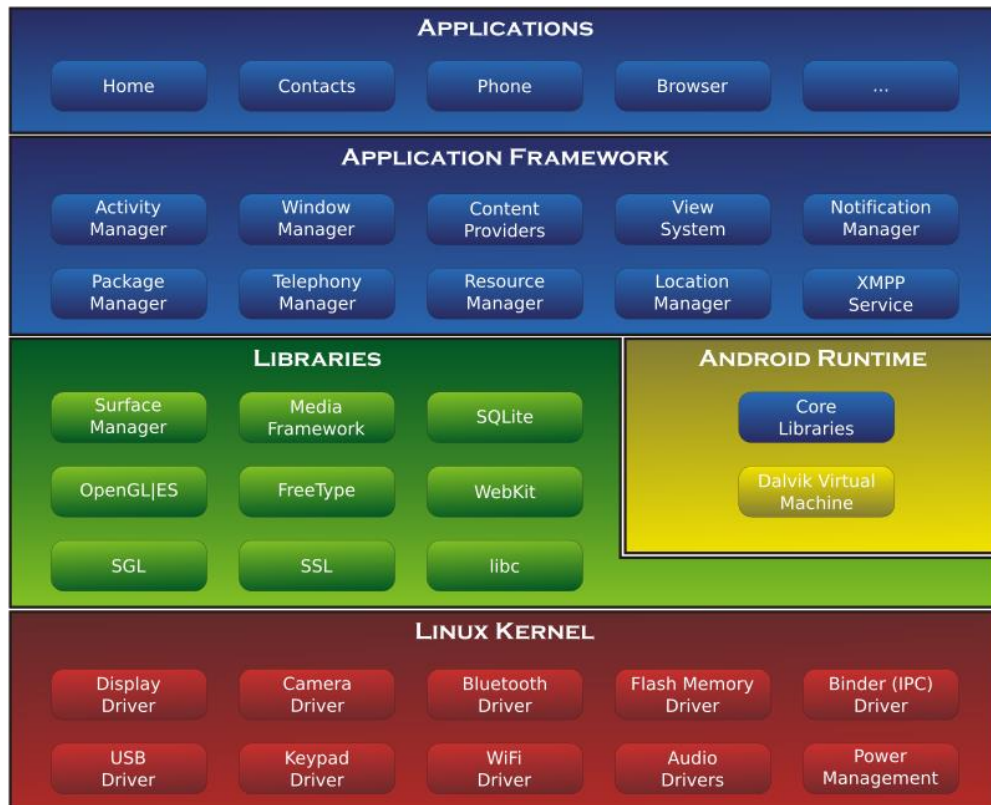 APPLICATIONS
Home
Contacts
Phone
Browser
...
APPLICATION FRAMEWORK
Activity
Manager
Window
Manager
Content
Providers
View
System
Notification
Manager
Package
Manager
Telephony
Manager
Resource
Manager
Location
Manager
XMPP
Service
LIBRARIES
Surface
Manager
Media
Framework
SQLite
OpenGL|ES
FreeType
WebKit
SGL
SSL
libc
ANDROID RUNTIME
Core
Libraries
Dalvik Virtual
Machine
LINUX KERNEL
Display
Driver
Camera
Driver
Bluetooth
Driver
Flash Memory
Driver
Binder (IPC)
Driver
USB
Driver
Keypad
Driver
WiFi
Driver
Audio
Drivers
Power
Management